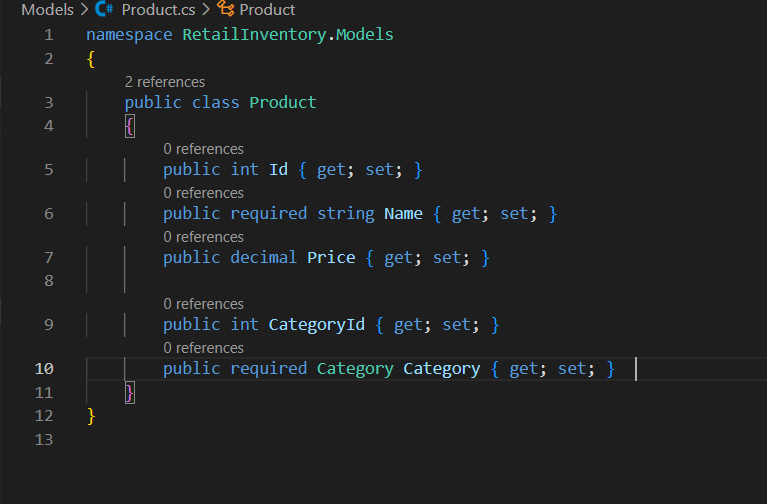 Models > C# Product.cs > Product
1 namespace RetailInventory.Models
2 {
2 references
3 public class Product
4 {
0 references
5 public int Id { get; set; }
0 references
6 public required string Name { get; set; }
0 references
7 public decimal Price { get; set; }
8
0 references
9 public int CategoryId { get; set; }
0 references
10 public required Category Category { get; set; }
11 }
12 }
13